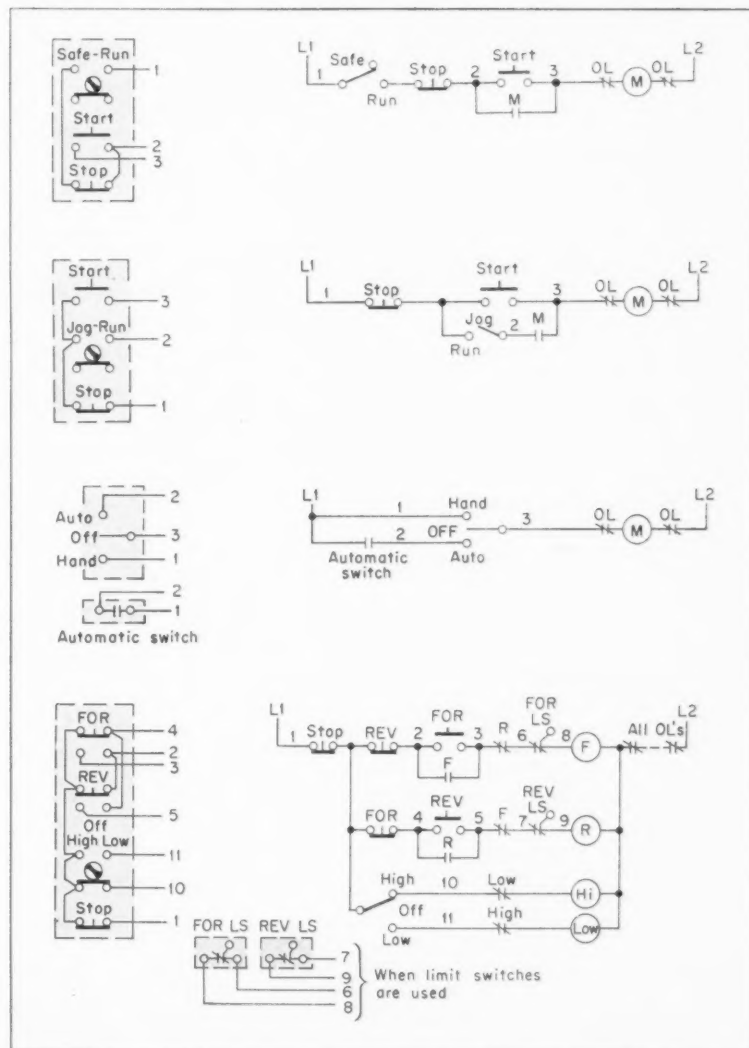 Safe-Run
1
Start
2
3
Stop
L1
1
Safe
Run
Stop
2
Start
3
M
OL
M
OL
L2
Start
3
Jog-Run
2
Stop
1
L1
1
Stop
Start
3
Jog
2
M
Run
OL
M
OL
L2
2
Auto
Off
3
Hand
1
2
1
Automatic switch
L1
1
Hand
OFF
3
2
Auto
Automatic
switch
OL
M
OL
L2
FOR
4
2
3
REV
5
Off
High Low
11
10
Stop
1
L1
1
Stop
REV
2
FOR
3
F
R
6
FOR
LS
8
F
All OL's
L2
FOR
4
REV
5
R
F
7
REV
LS
9
R
High
10
Low
Hi
Off
11
High
Low
Low
FOR LS
REV LS
7
9
6
8
When limit switches
are used